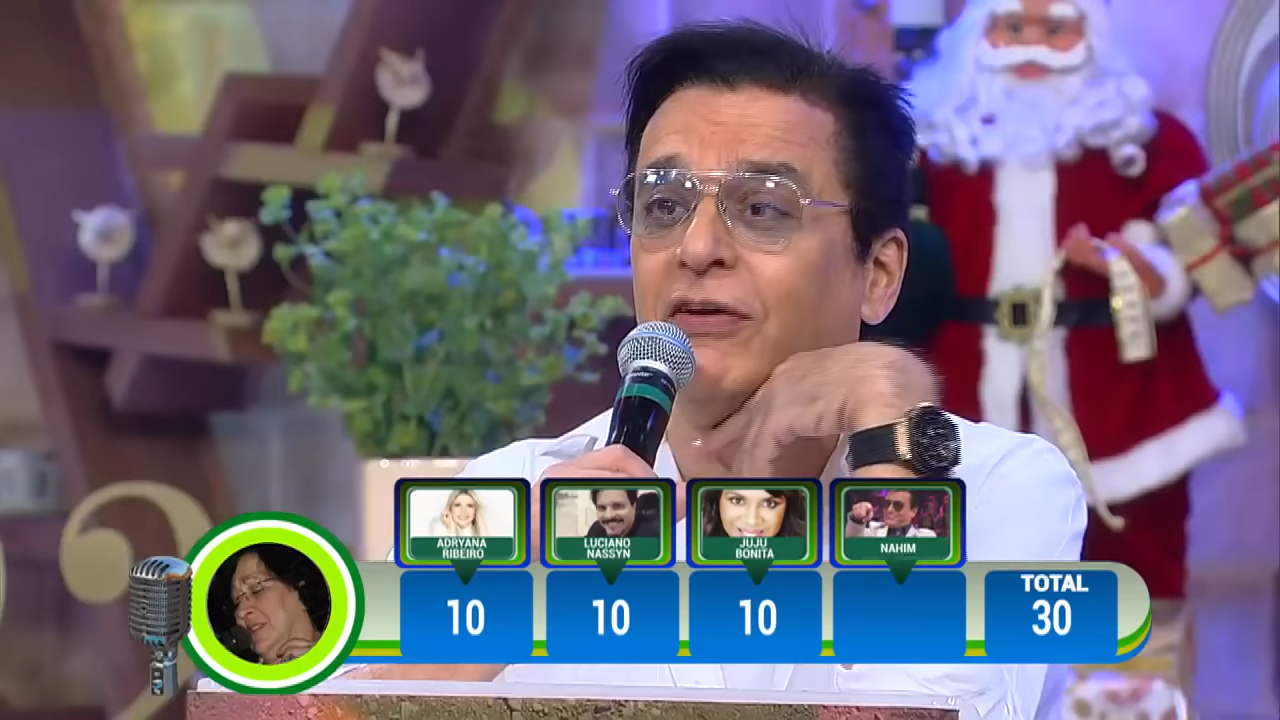 ADRYANA
RIBEIRO
LUCIANO
NASSYN
JUJU
BONITA
NAHIM
10
10
10
TOTAL
30